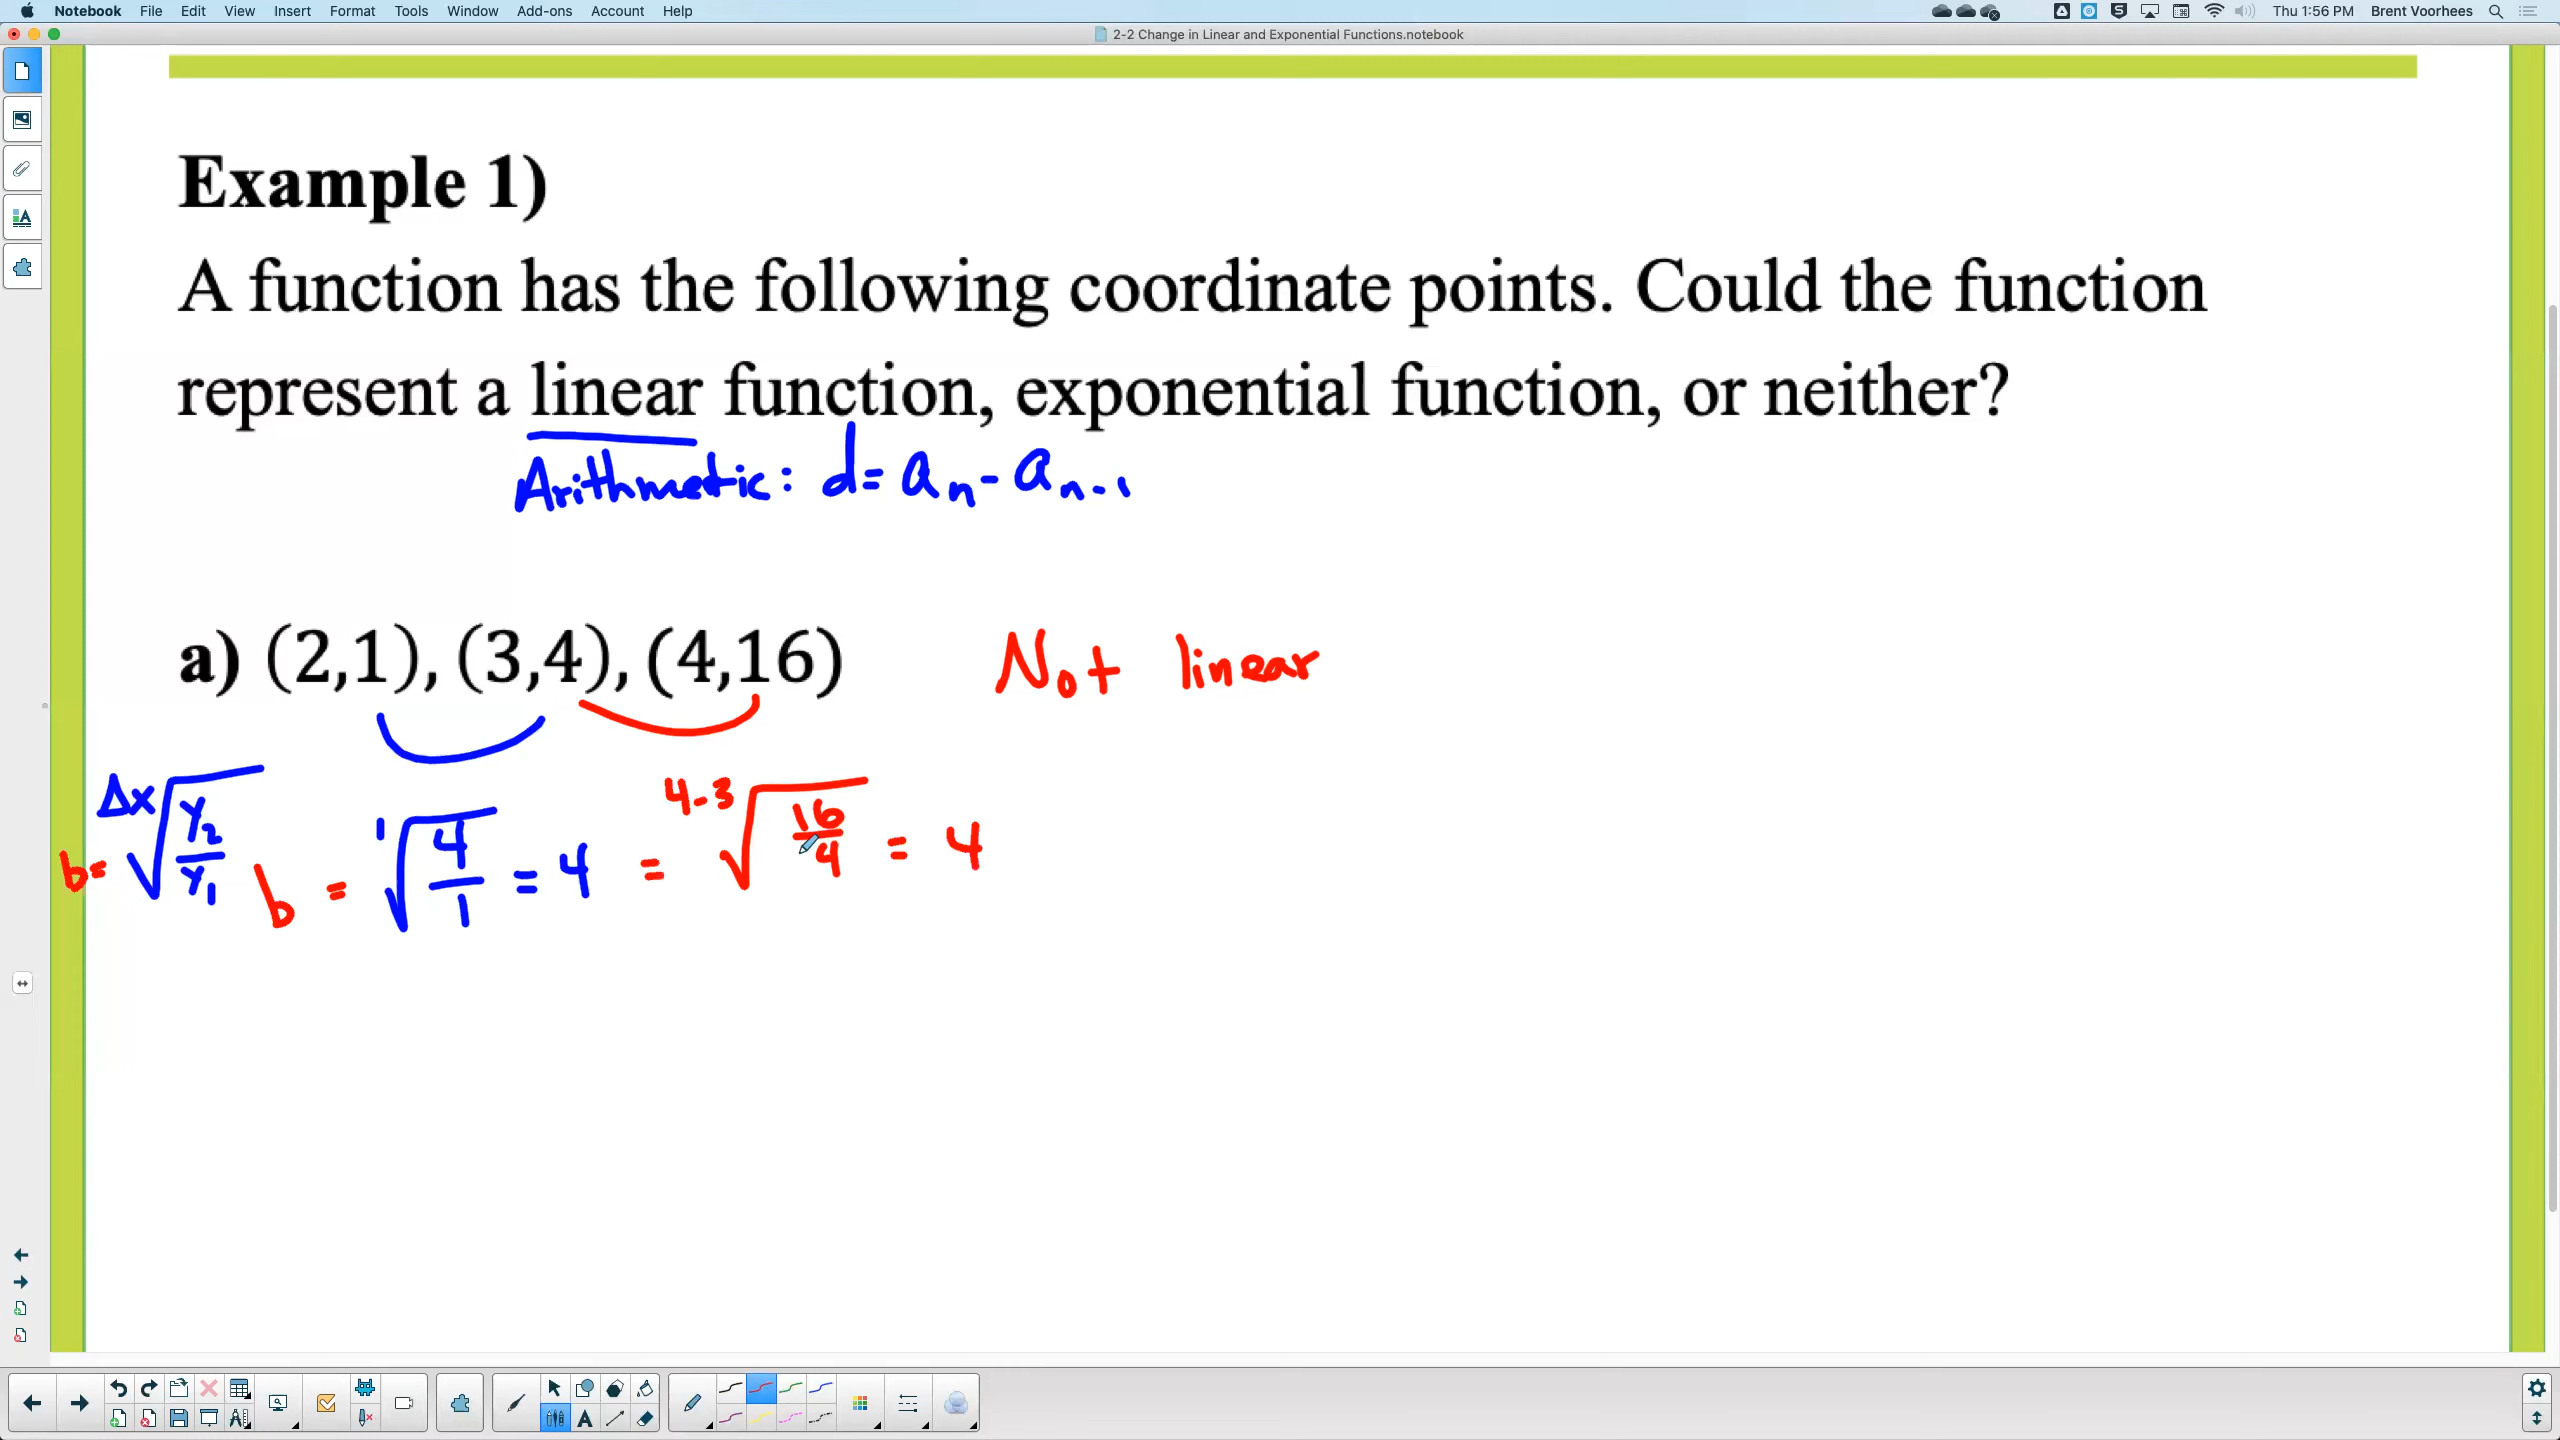 Notebook File Edit View Insert Format Tools Window Add-ons Account Help Thu 1:56 PM Brent Voorhees
2-2 Change in Linear and Exponential Functions.notebook
Example 1)
A function has the following coordinate points. Could the function
represent a linear function, exponential function, or neither?
Arithmetic: d = aₙ - aₙ₋₁
a) (2,1), (3,4), (4,16) Not linear
b= Δx√(y₂/y₁) b = 1√(4/1) = 4 = 4-3√(16/4) = 4